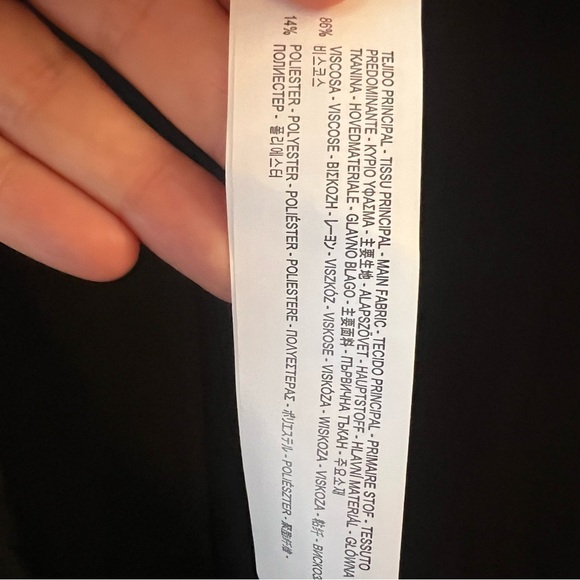 TEJIDO PRINCIPAL - TISSU PRINCIPAL - MAIN FABRIC - TECIDO PRINCIPAL - PRIMAIRE STOF - TESSUTO
PREDOMINANTE - ΚΥΡΙΟ ΥΦΑΣΜΑ - 主要生地 - ALAPSZÖVET - HAUPTSTOFF - HLAVNÍ MATERIÁL - GŁÓWNA
TKANINA - HOVEDMATERIALE - GLAVNO BLAGO - 主要面料 - ПЪРВИЧНА ТЪКАН - 주요소재
86% VISCOSA - VISCOSE - ΒΙΣΚΟΖΗ - レーヨン - VISZKÓZ - VISKOSE - VISKÓZA - WISKOZA - VISKOZA - 粘纤 - ВИСКОЗ
비스코스
14% POLIESTER - POLYESTER - POLIÉSTER - POLIESTERE - ΠΟΛΥΕΣΤΕΡΑΣ - ポリエステル - POLIÉSZTER - 聚酯纤维 -
ПОЛИЕСТЕР - 폴리에스터